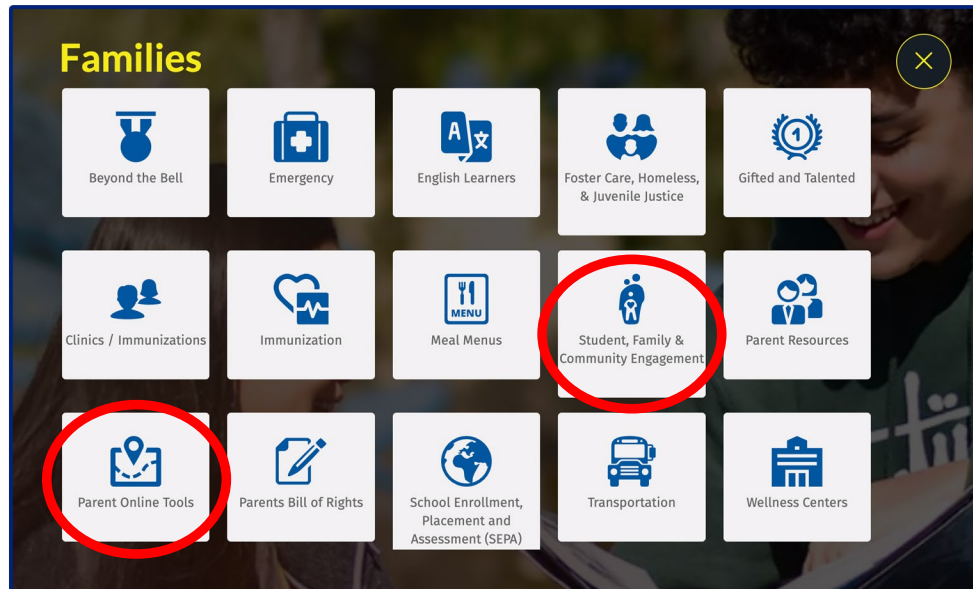 Families
Beyond the Bell
Emergency
A
English Learners
Foster Care, Homeless,
& Juvenile Justice
1
Gifted and Talented
Clinics / Immunizations
Immunization
MENU
Meal Menus
Student, Family &
Community Engagement
Parent Resources
Parent Online Tools
Parents Bill of Rights
School Enrollment,
Placement and
Assessment (SEPA)
Transportation
Wellness Centers